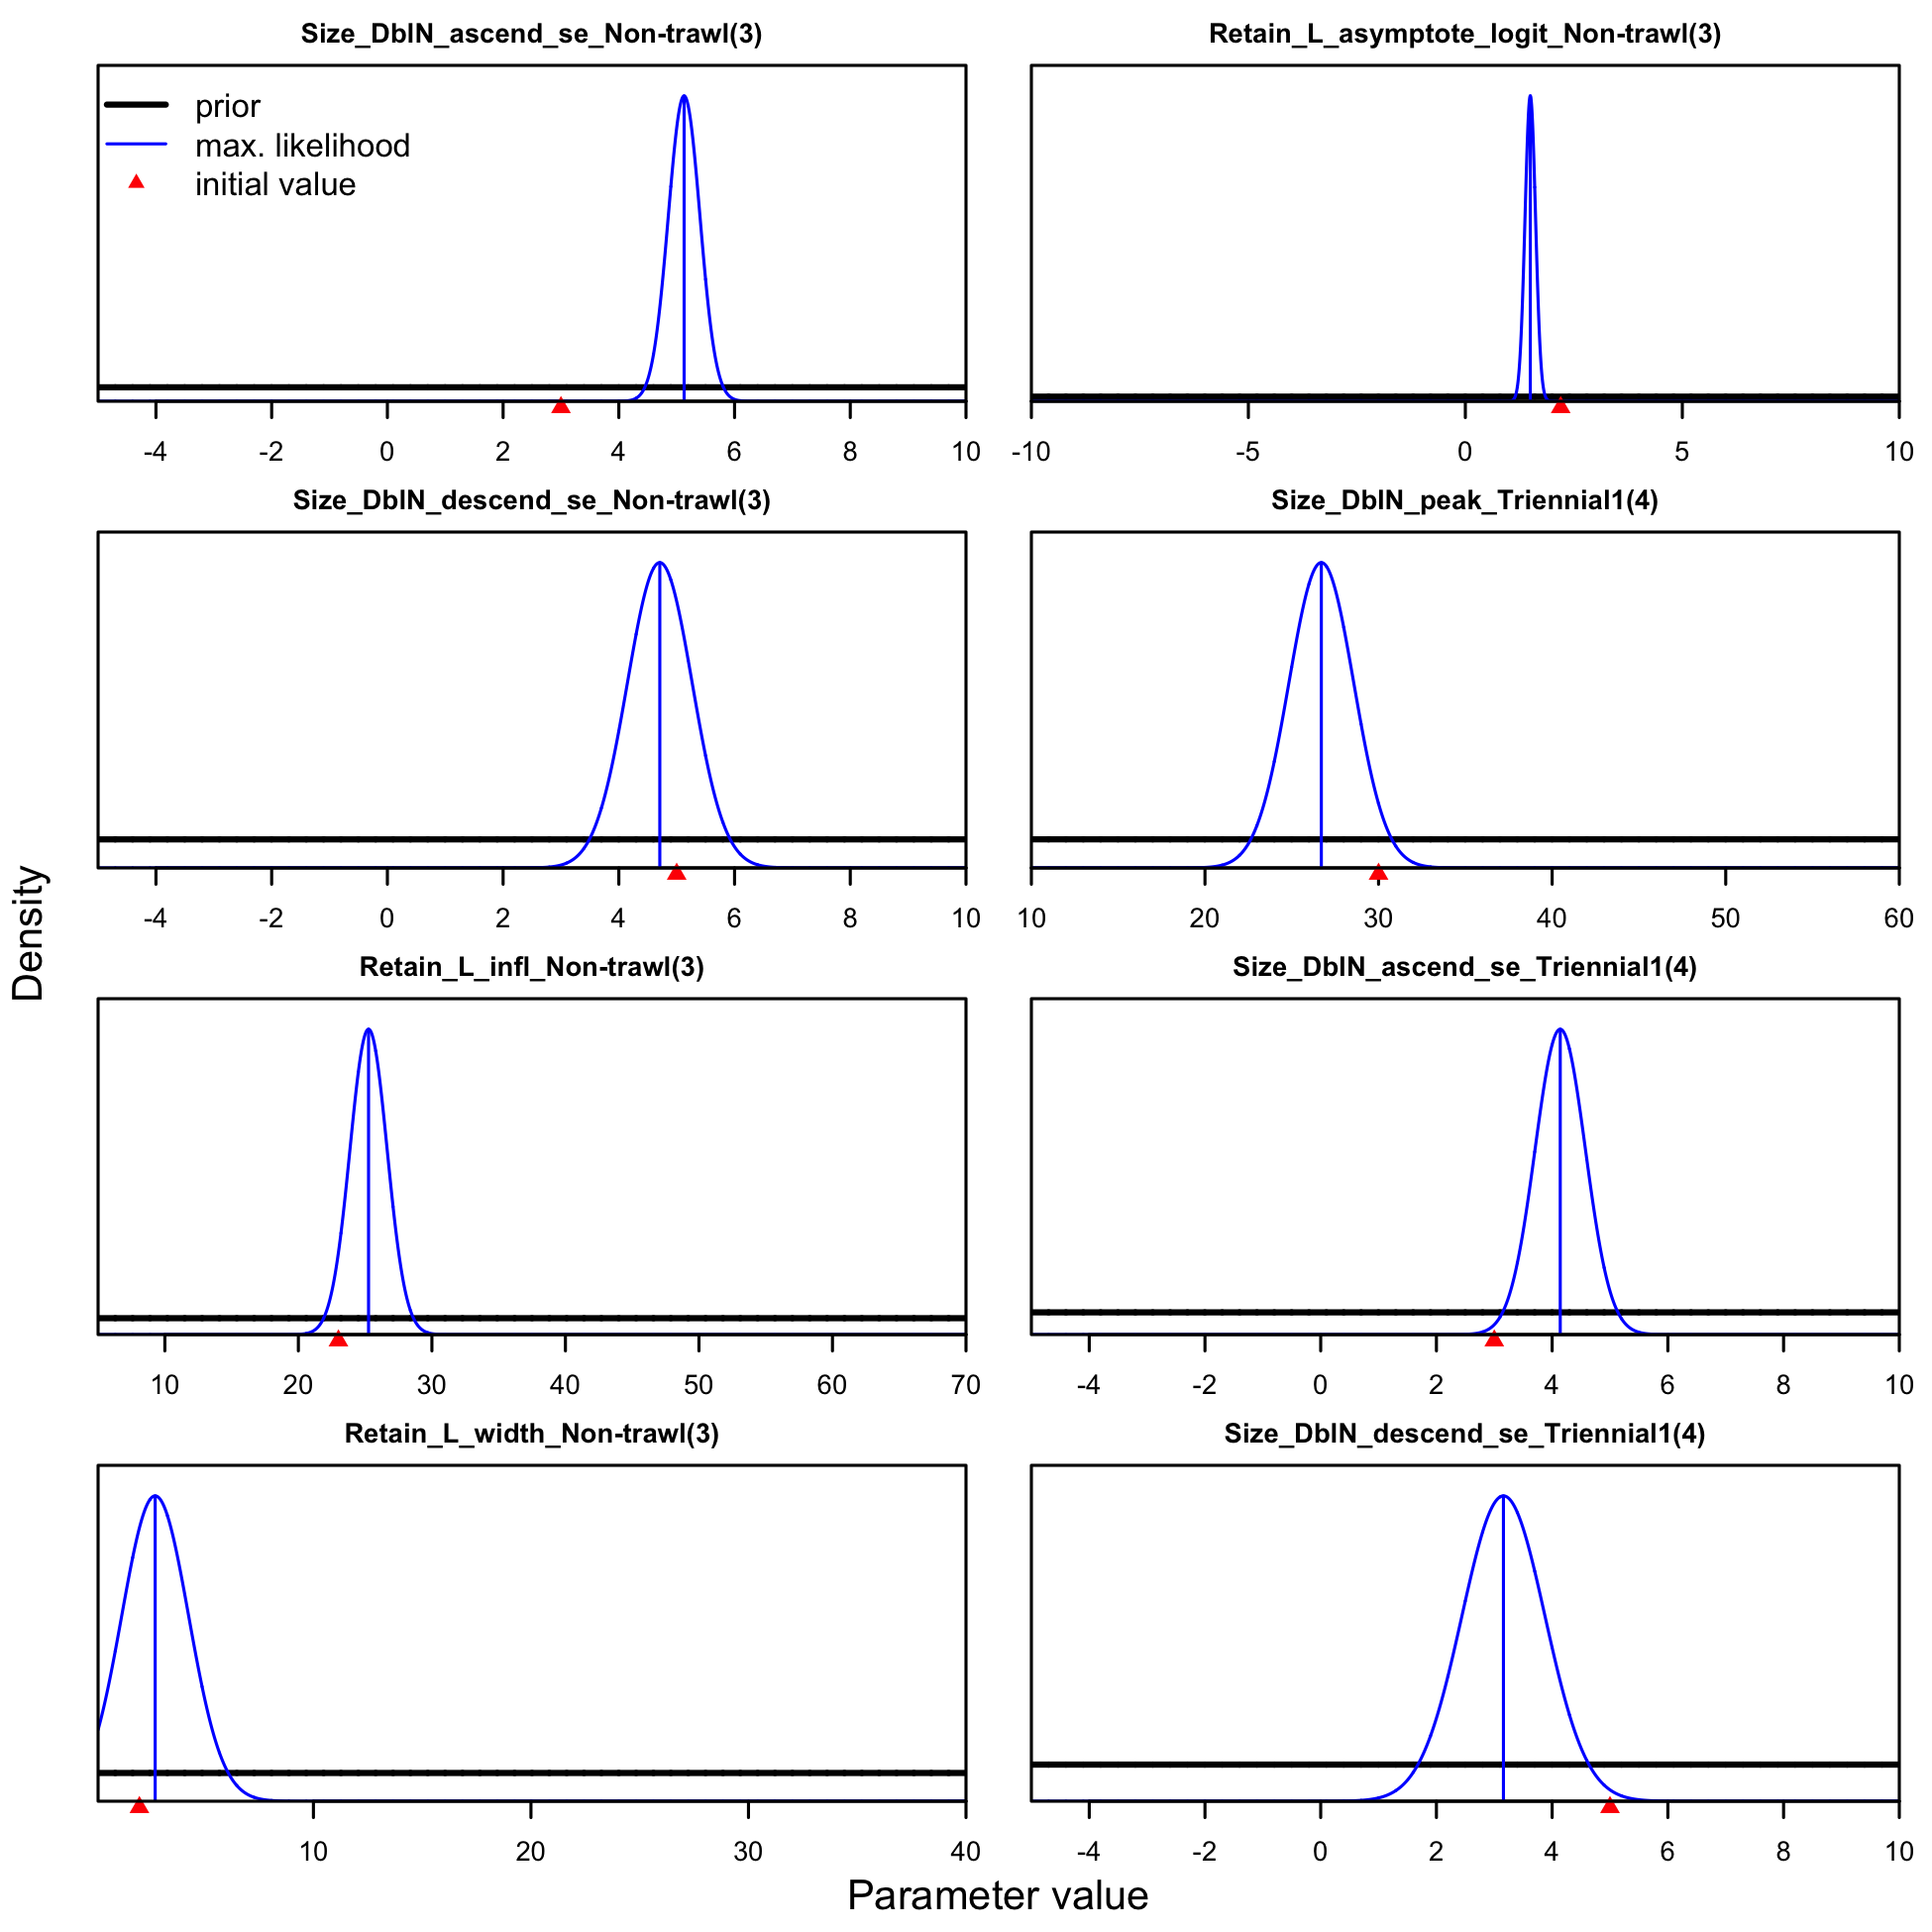 Size_DblN_ascend_se_Non-trawl(3)
Retain_L_asymptote_logit_Non-trawl(3)
prior
max. likelihood
initial value
-4 -2 0 2 4 6 8 10
-10 -5 0 5 10
Size_DblN_descend_se_Non-trawl(3)
Size_DblN_peak_Triennial1(4)
-4 -2 0 2 4 6 8 10
10 20 30 40 50 60
Density
Retain_L_infl_Non-trawl(3)
Size_DblN_ascend_se_Triennial1(4)
10 20 30 40 50 60 70
-4 -2 0 2 4 6 8 10
Retain_L_width_Non-trawl(3)
Size_DblN_descend_se_Triennial1(4)
10 20 30 40
-4 -2 0 2 4 6 8 10
Parameter value